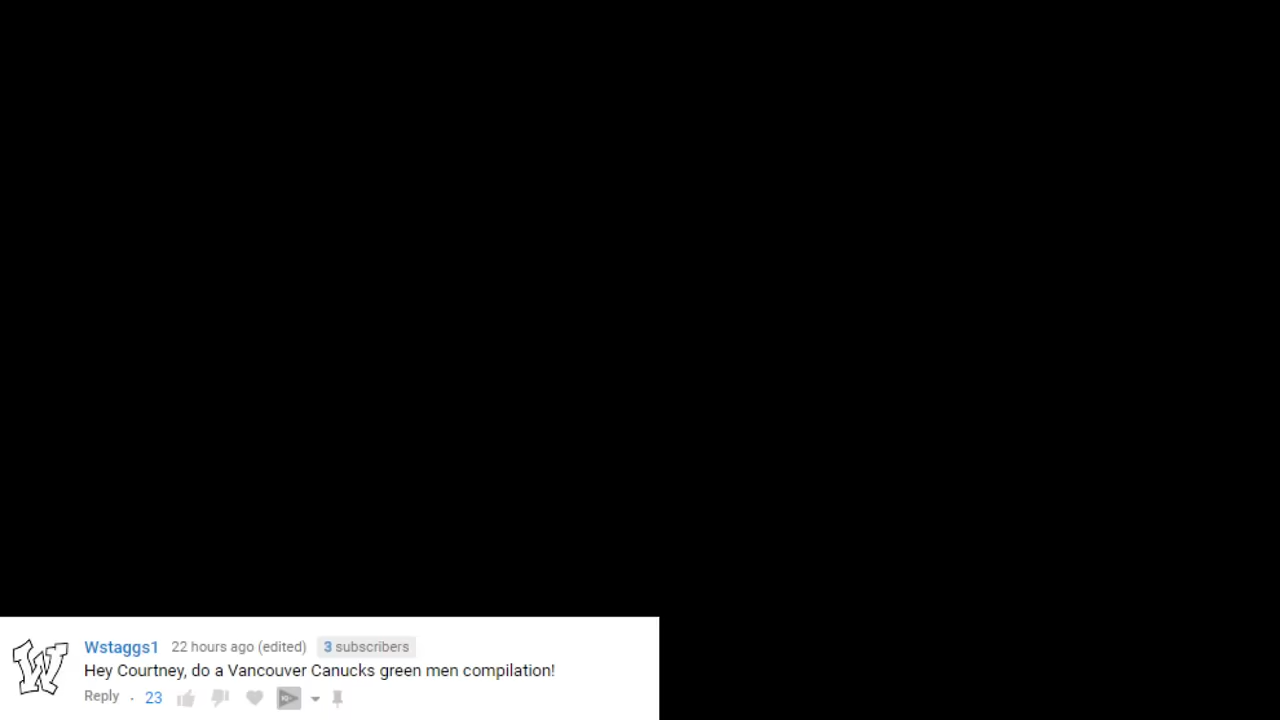 W
Wstaggs1 22 hours ago (edited) 3 subscribers
Hey Courtney, do a Vancouver Canucks green men compilation!
Reply · 23